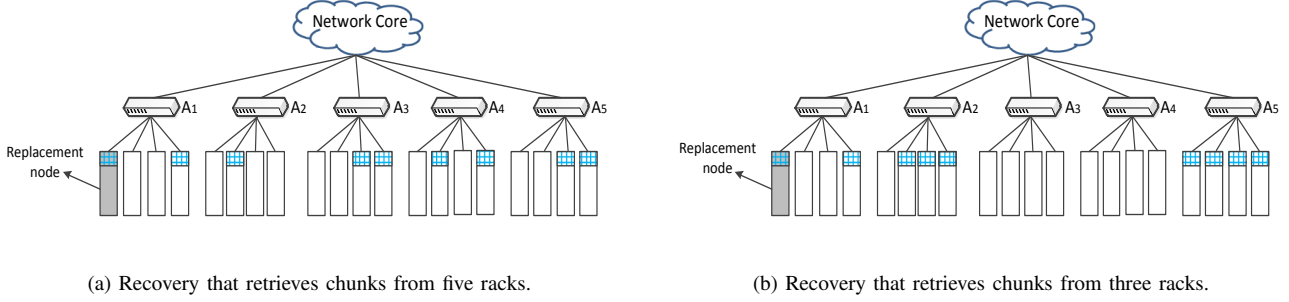 Network Core
A1 A2 A3 A4 A5
Replacement
node
(a) Recovery that retrieves chunks from five racks.
Network Core
A1 A2 A3 A4 A5
Replacement
node
(b) Recovery that retrieves chunks from three racks.